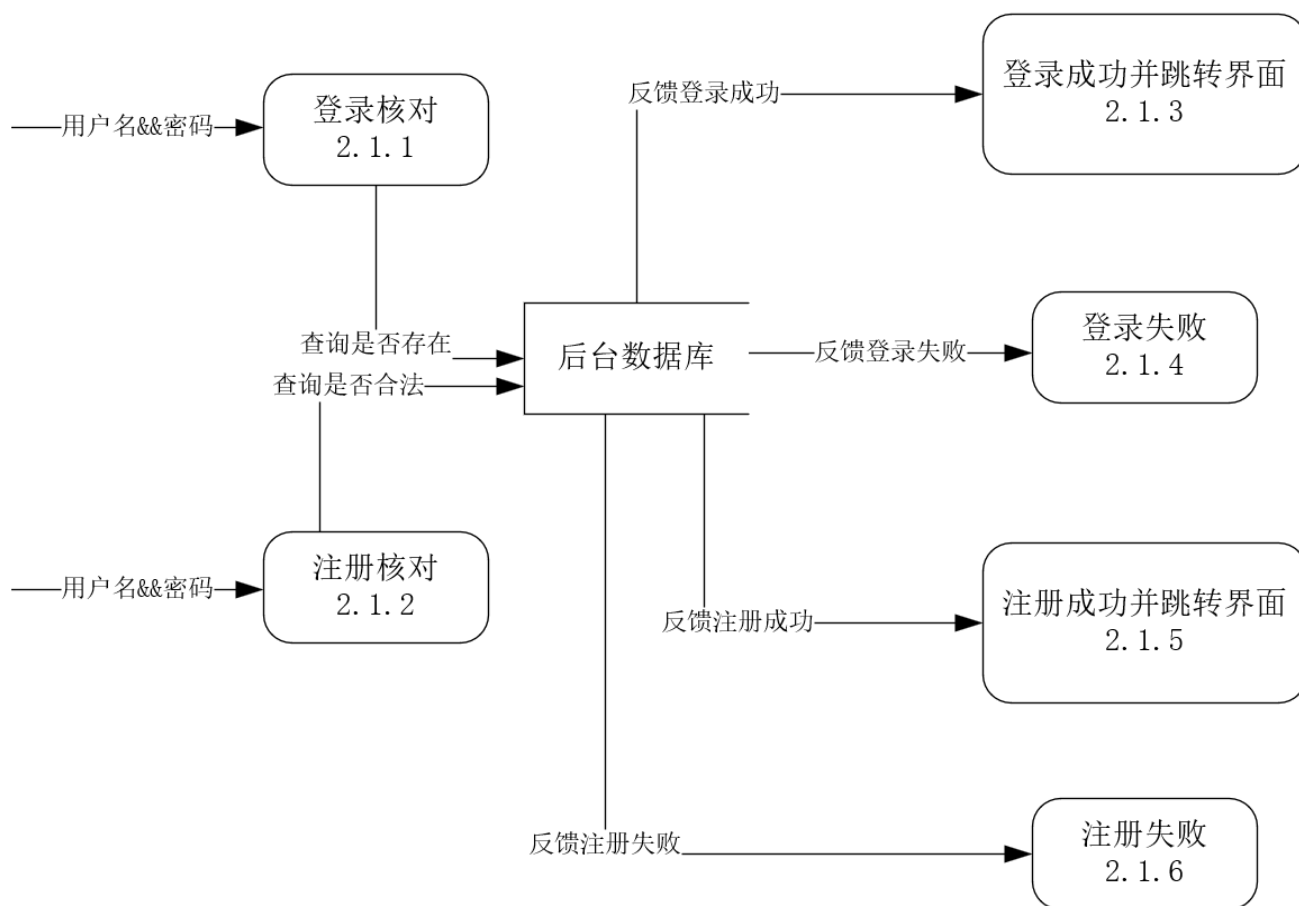 反馈登录成功
登录成功并跳转界面
2.1.3
用户名&&密码
登录核对
2.1.1
查询是否存在
查询是否合法
后台数据库
反馈登录失败
登录失败
2.1.4
用户名&&密码
注册核对
2.1.2
反馈注册成功
注册成功并跳转界面
2.1.5
反馈注册失败
注册失败
2.1.6